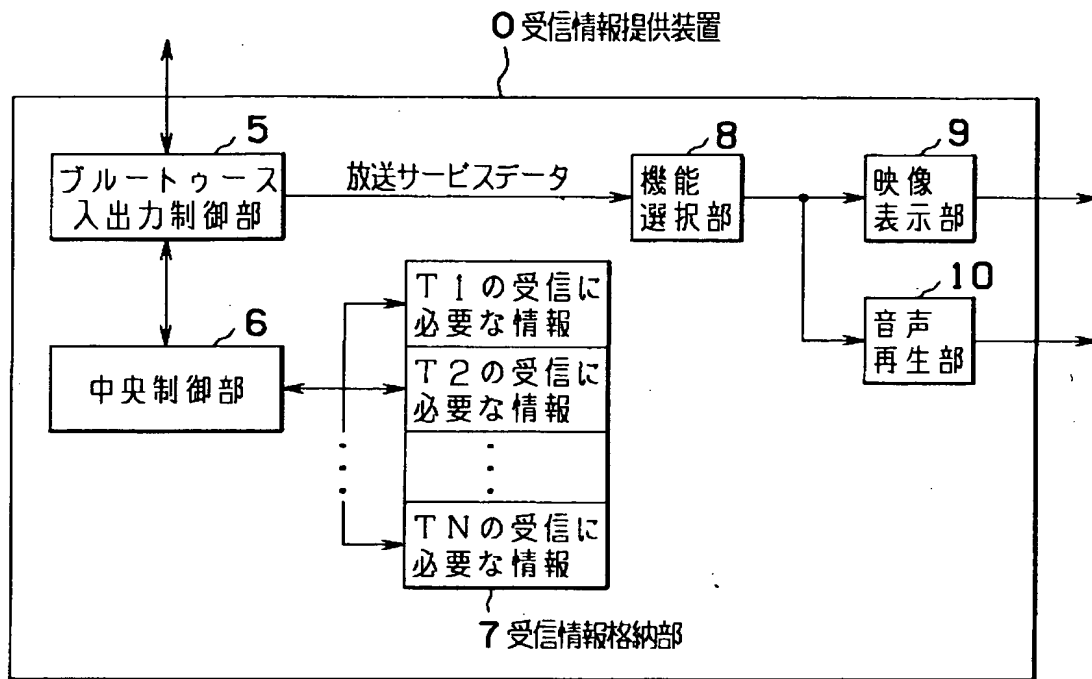 0 受信情報提供装置
5
ブルートゥース
入出力制御部
放送サービスデータ
8
機能
選択部
9
映像
表示部
10
音声
再生部
6
中央制御部
T1の受信に
必要な情報
T2の受信に
必要な情報
TNの受信に
必要な情報
7 受信情報格納部